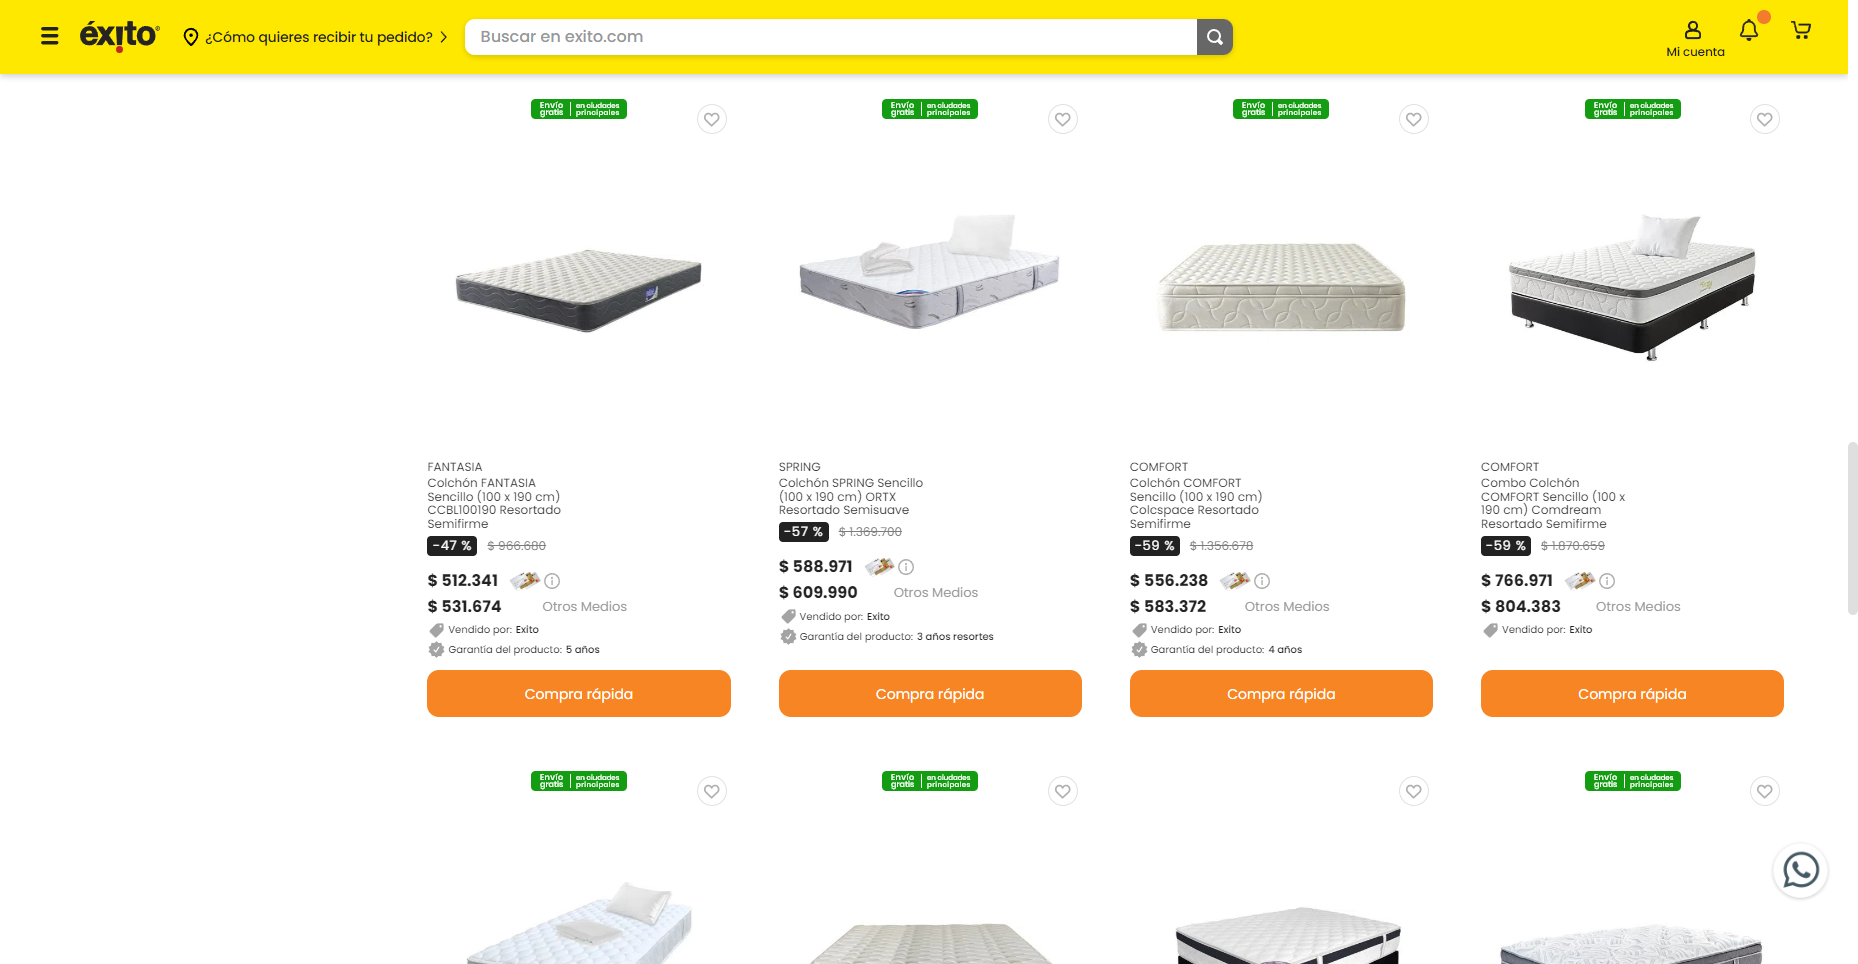 éxito
¿Cómo quieres recibir tu pedido?
Buscar en exito.com
Mi cuenta
Envío gratis | en ciudades principales
Envío gratis | en ciudades principales
Envío gratis | en ciudades principales
Envío gratis | en ciudades principales
FANTASIA
Colchón FANTASIA
Sencillo (100 x 190 cm)
CCBL100190 Resortado
Semifirme
-47 % $ 966.680
$ 512.341
$ 531.674 Otros Medios
Vendido por: Exito
Garantía del producto: 5 años
Compra rápida
SPRING
Colchón SPRING Sencillo
(100 x 190 cm) ORTX
Resortado Semisuave
-57 % $ 1.369.700
$ 588.971
$ 609.990 Otros Medios
Vendido por: Exito
Garantía del producto: 3 años resortes
Compra rápida
COMFORT
Colchón COMFORT
Sencillo (100 x 190 cm)
Colcspace Resortado
Semifirme
-59 % $ 1.356.678
$ 556.238
$ 583.372 Otros Medios
Vendido por: Exito
Garantía del producto: 4 años
Compra rápida
COMFORT
Combo Colchón
COMFORT Sencillo (100 x
190 cm) Comdream
Resortado Semifirme
-59 % $ 1.870.659
$ 766.971
$ 804.383 Otros Medios
Vendido por: Exito
Compra rápida
Envío gratis | en ciudades principales
Envío gratis | en ciudades principales
Envío gratis | en ciudades principales